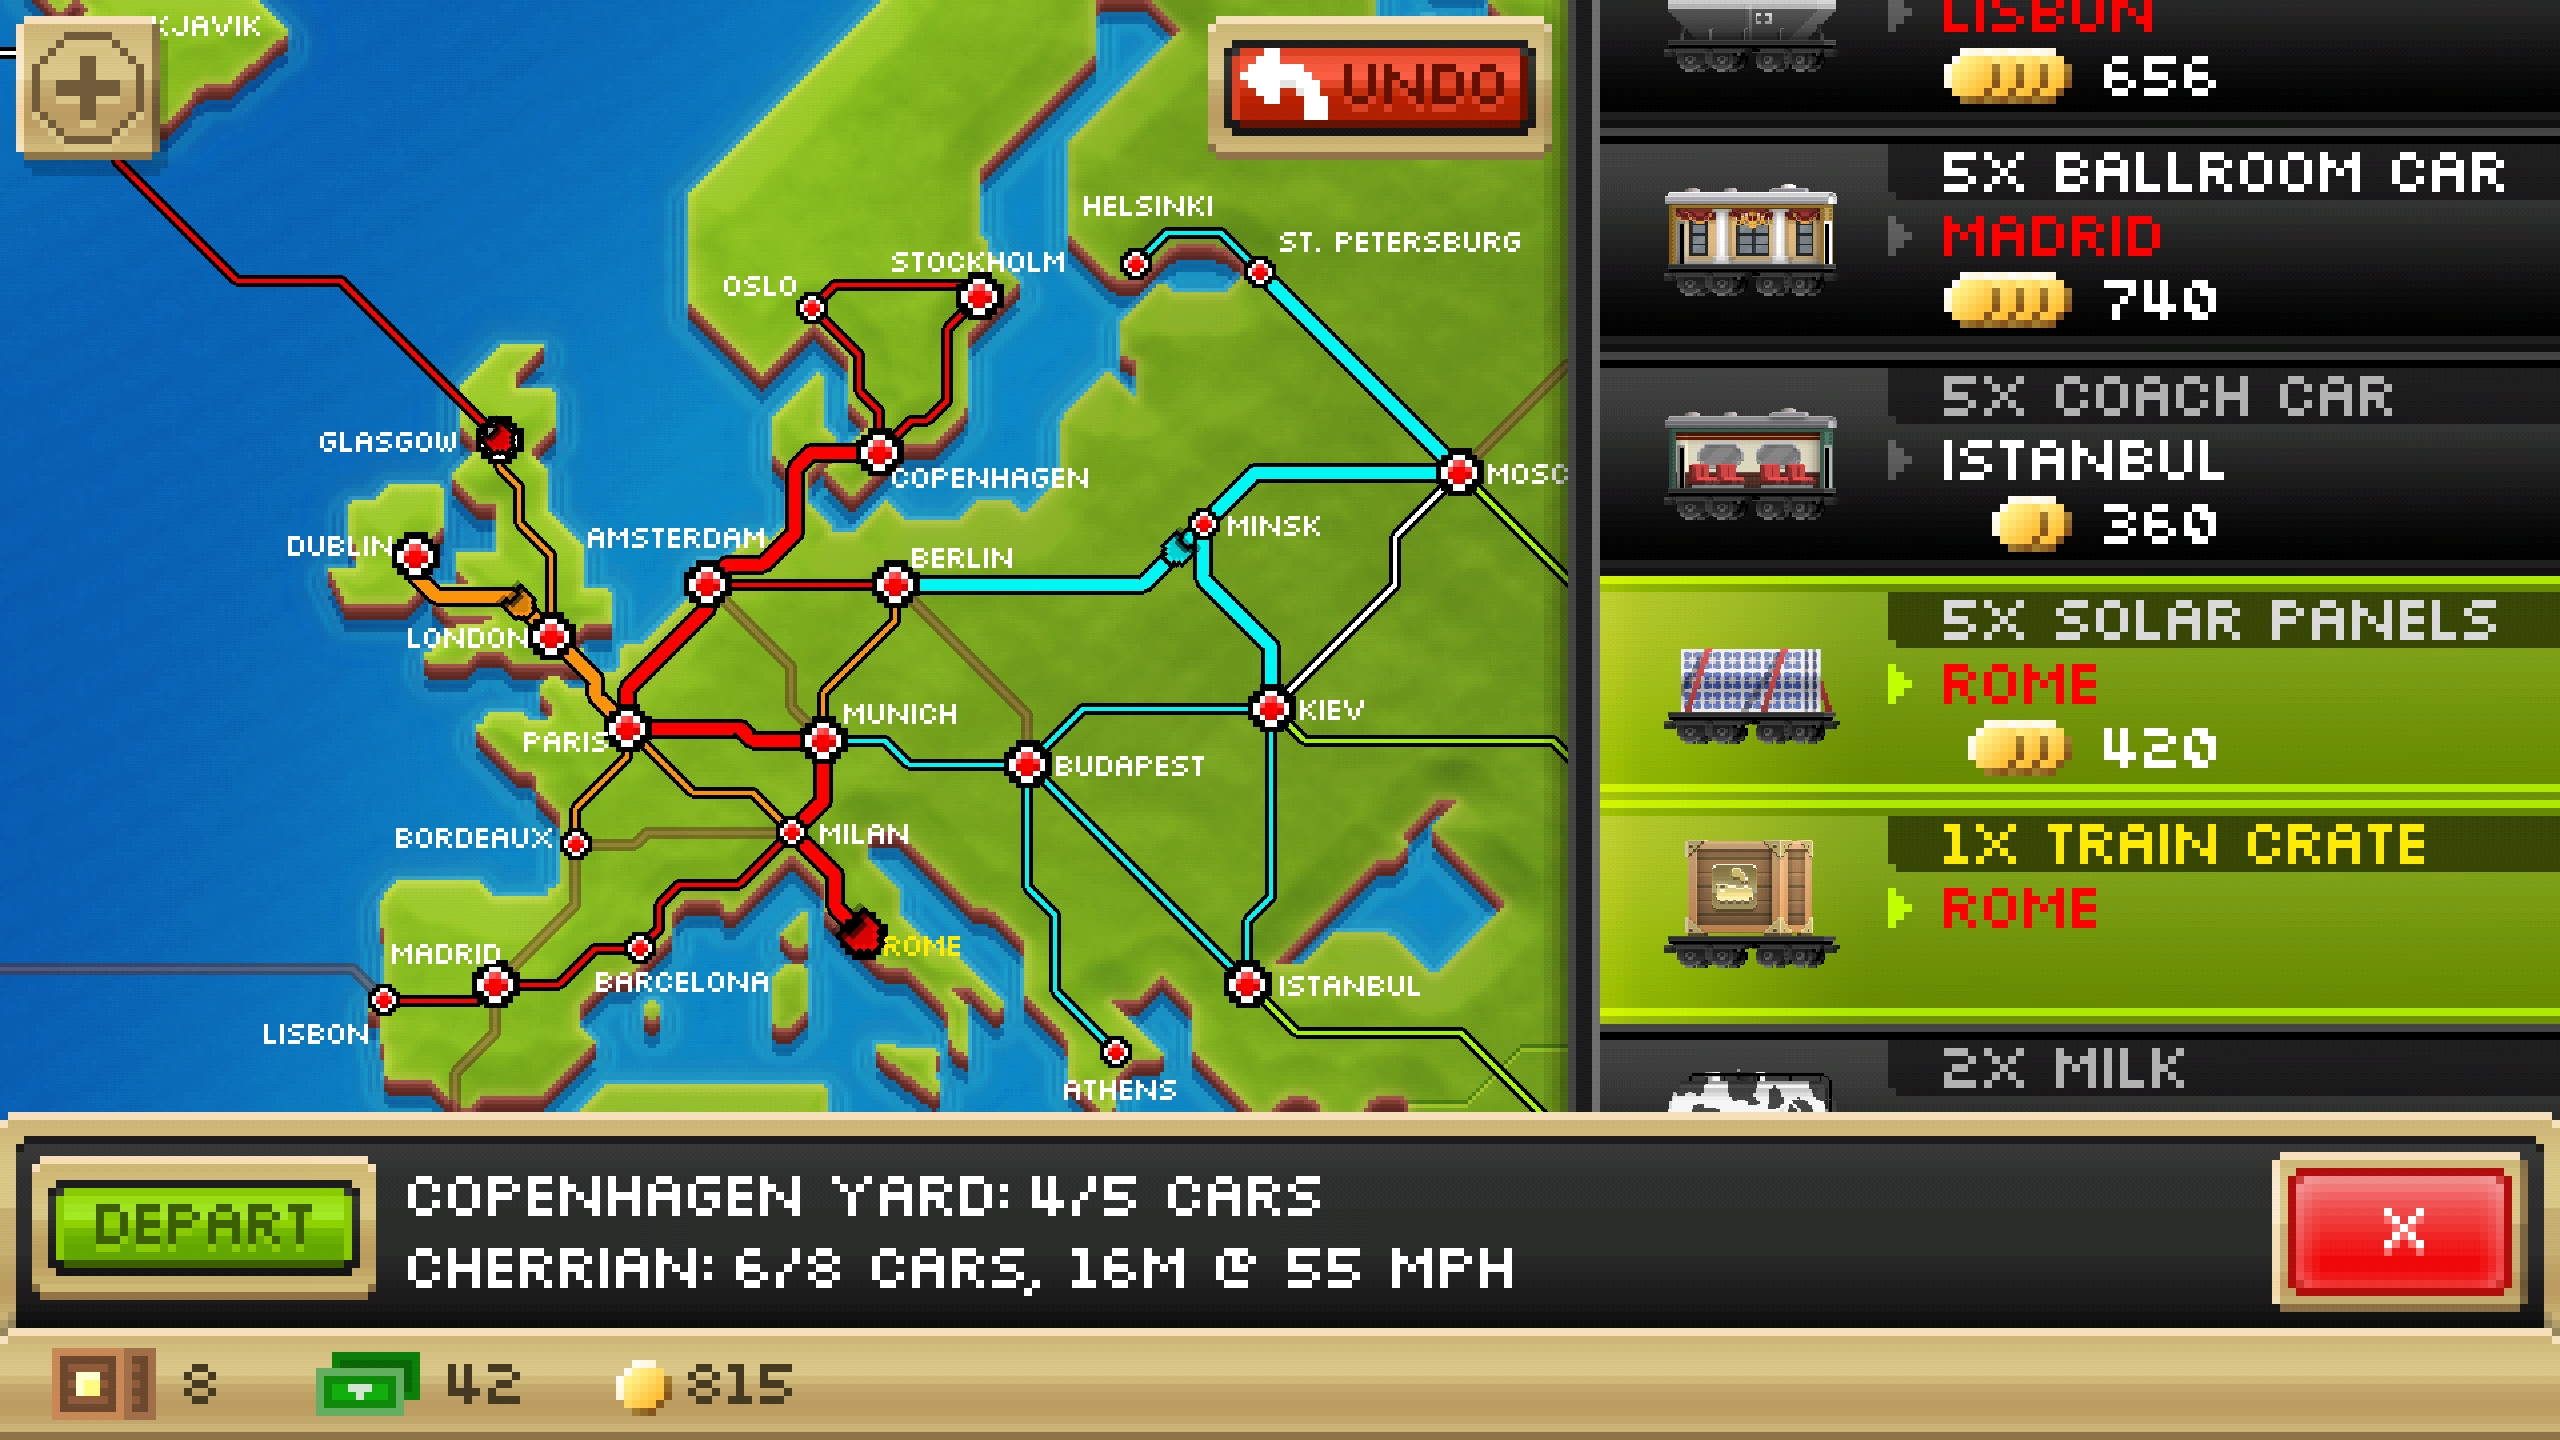 KJAVIK
UNDO
HELSINKI
ST. PETERSBURG
STOCKHOLM
OSLO
GLASGOW
COPENHAGEN
MOSC
DUBLIN
AMSTERDAM
MINSK
BERLIN
LONDON
MUNICH
KIEV
PARIS
BUDAPEST
BORDEAUX
MILAN
MADRID
ROME
BARCELONA
ISTANBUL
LISBON
ATHENS
LISBON
656
5X BALLROOM CAR
MADRID
740
5X COACH CAR
ISTANBUL
360
5X SOLAR PANELS
ROME
420
1X TRAIN CRATE
ROME
2X MILK
DEPART
COPENHAGEN YARD: 4/5 CARS
CHERRIAN: 6/8 CARS, 16M @ 55 MPH
X
8
42
815